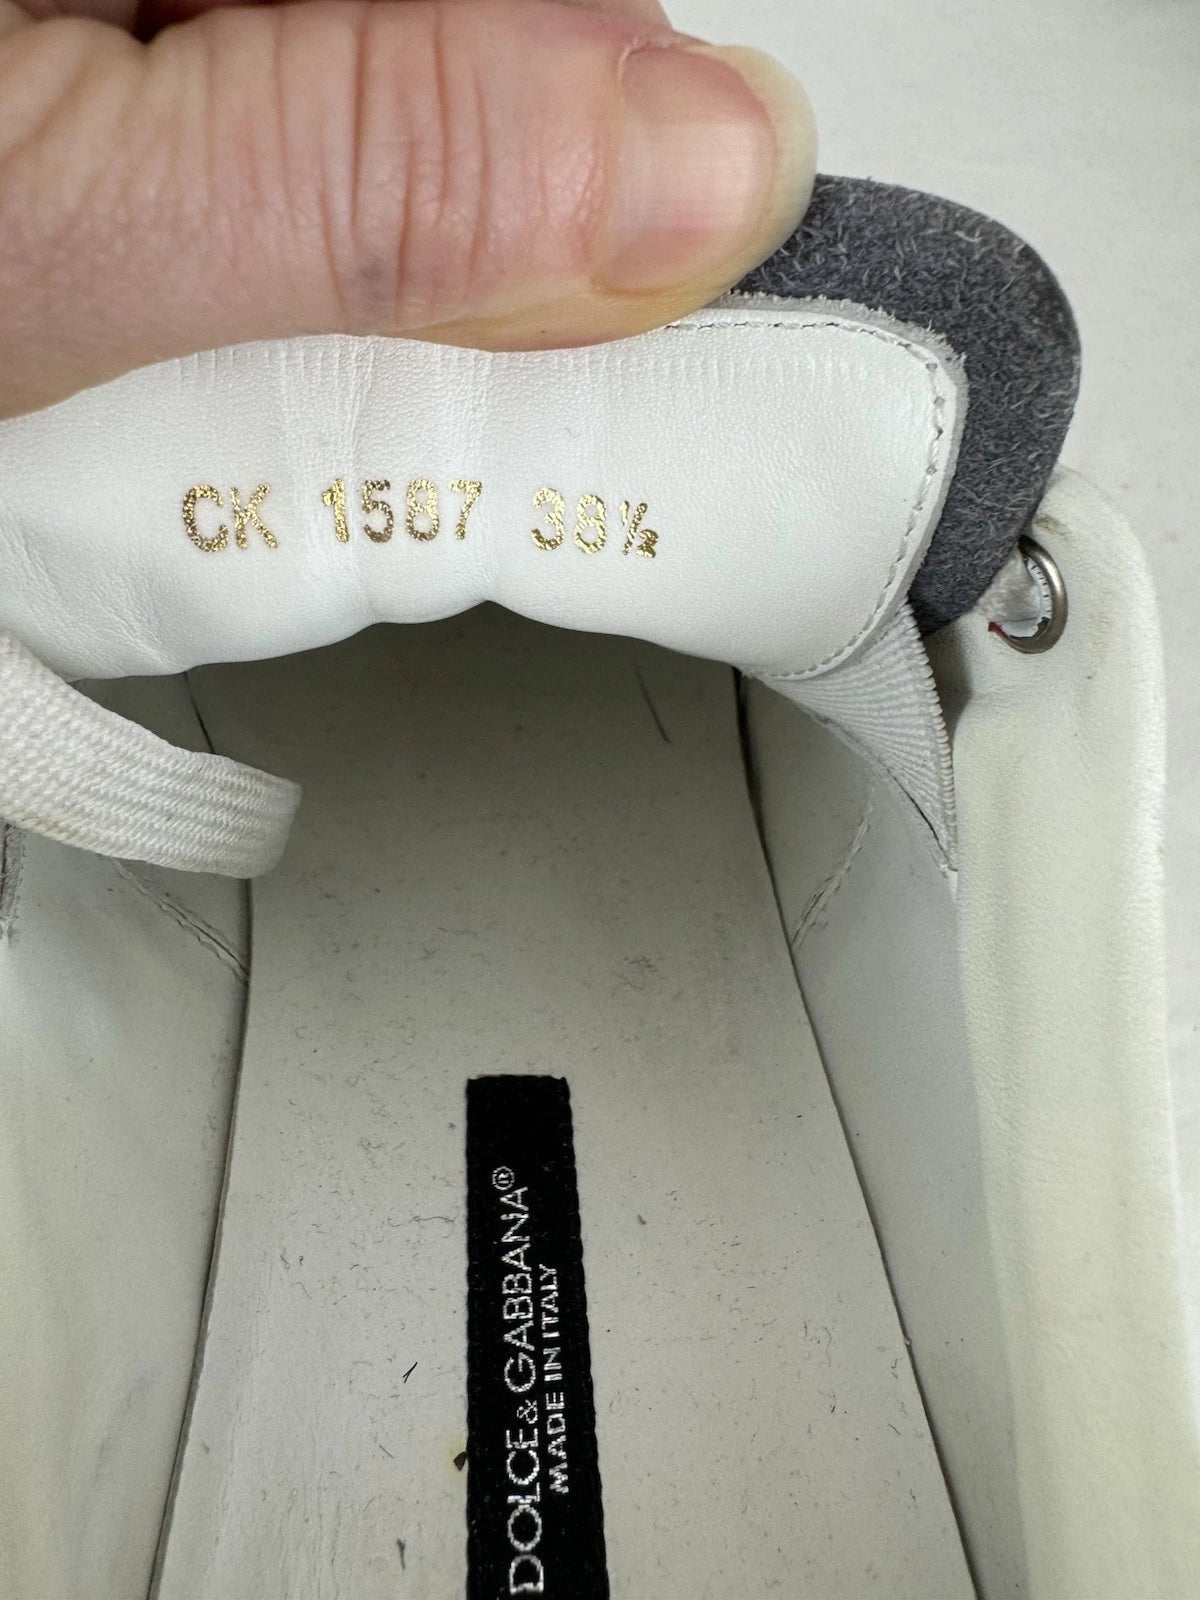 CK 1587 38½
DOLCE&GABBANA®
MADE IN ITALY